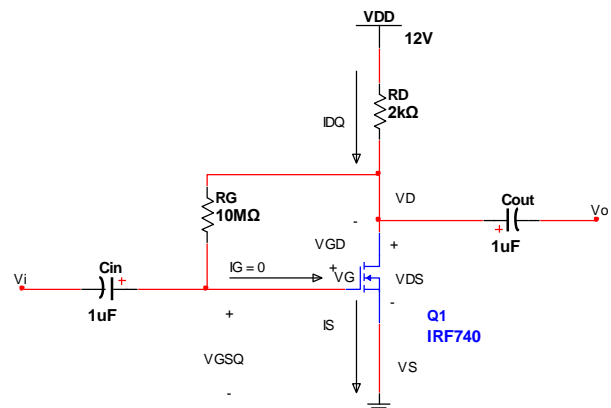 VDD
12V
RD
2kΩ
IDQ
RG
10MΩ
VD
Cout
Vo
+
-
1uF
VGD
+
+
VG
IG = 0
VDS
Vi
Cin
+
1uF
-
+
IS
Q1
IRF740
VGSQ
VS
-